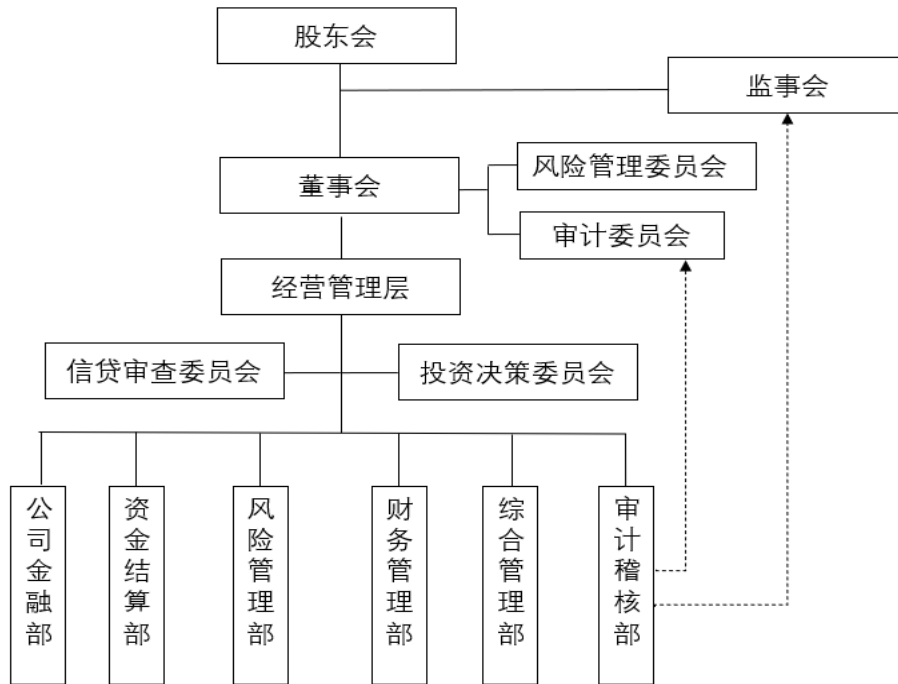 股东会
监事会
董事会
风险管理委员会
审计委员会
经营管理层
信贷审查委员会
投资决策委员会
公司金融部
资金结算部
风险管理部
财务管理部
综合管理部
审计稽核部